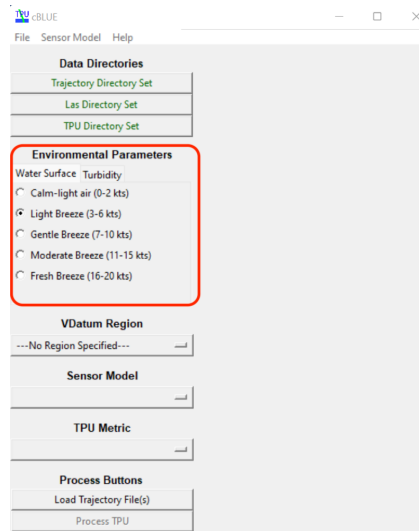 TPU cBLUE
File Sensor Model Help
Data Directories
Trajectory Directory Set
Las Directory Set
TPU Directory Set
Environmental Parameters
Water Surface Turbidity
Calm-light air (0-2 kts)
Light Breeze (3-6 kts)
Gentle Breeze (7-10 kts)
Moderate Breeze (11-15 kts)
Fresh Breeze (16-20 kts)
VDatum Region
---No Region Specified---
Sensor Model
TPU Metric
Process Buttons
Load Trajectory File(s)
Process TPU